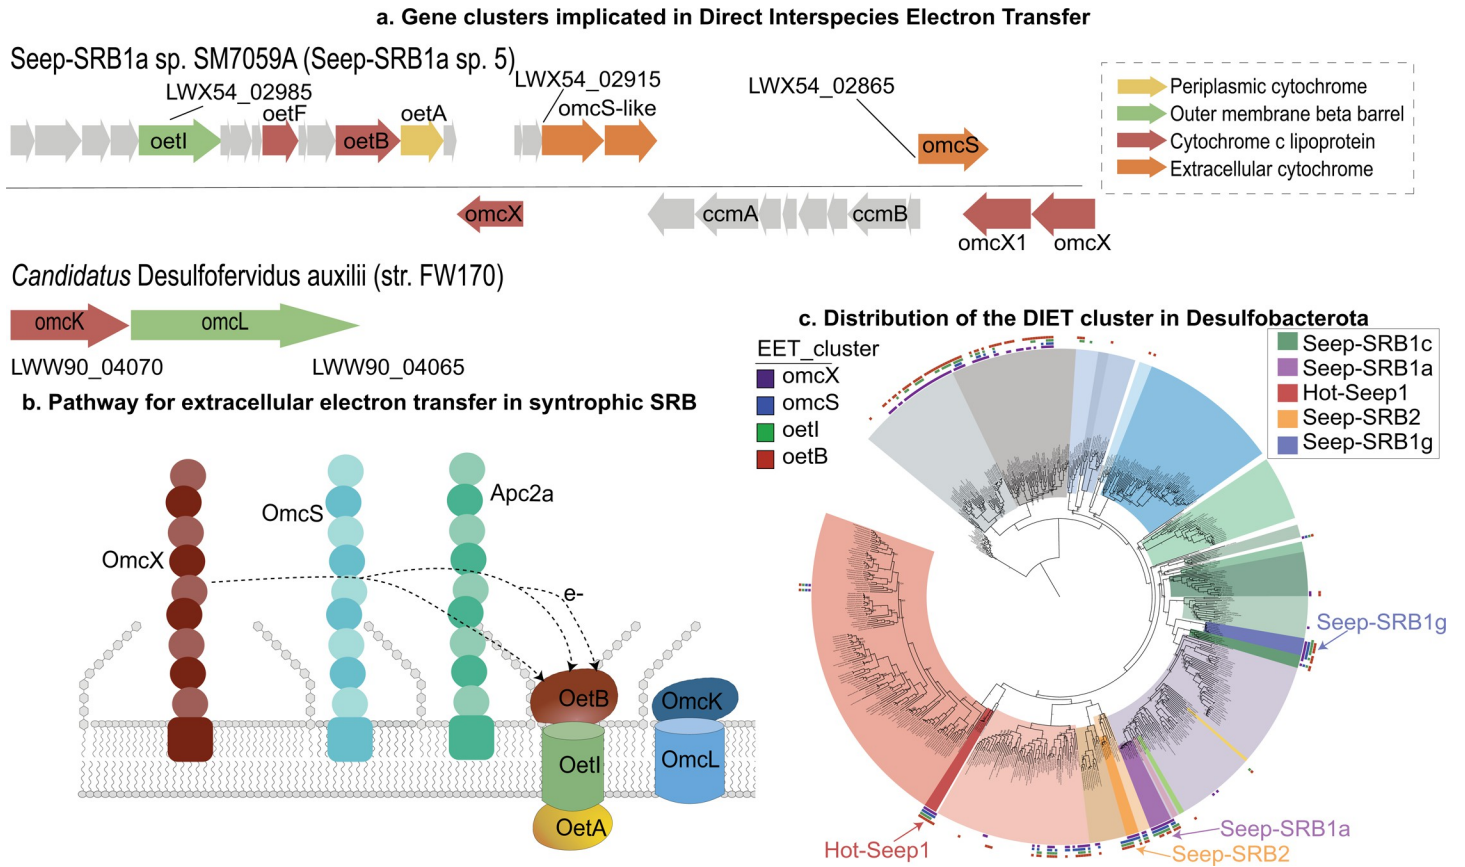 a. Gene clusters implicated in Direct Interspecies Electron Transfer
Seep-SRB1a sp. SM7059A (Seep-SRB1a sp. 5)
LWX54_02985
LWX54_02915
LWX54_02865
oetF
oetA
omcS-like
oetI
oetB
omcS
Periplasmic cytochrome
Outer membrane beta barrel
Cytochrome c lipoprotein
Extracellular cytochrome
omcX
ccmA
ccmB
omcX1
omcX
Candidatus Desulfofervidus auxilii (str. FW170)
omcK
omcL
LWW90_04070
LWW90_04065
b. Pathway for extracellular electron transfer in syntrophic SRB
OmcX
OmcS
Apc2a
e-
OetB
OmcK
OetI
OmcL
OetA
c. Distribution of the DIET cluster in Desulfobacterota
EET_cluster
omcX
omcS
oetI
oetB
Seep-SRB1c
Seep-SRB1a
Hot-Seep1
Seep-SRB2
Seep-SRB1g
Seep-SRB1g
Seep-SRB1a
Hot-Seep1
Seep-SRB2